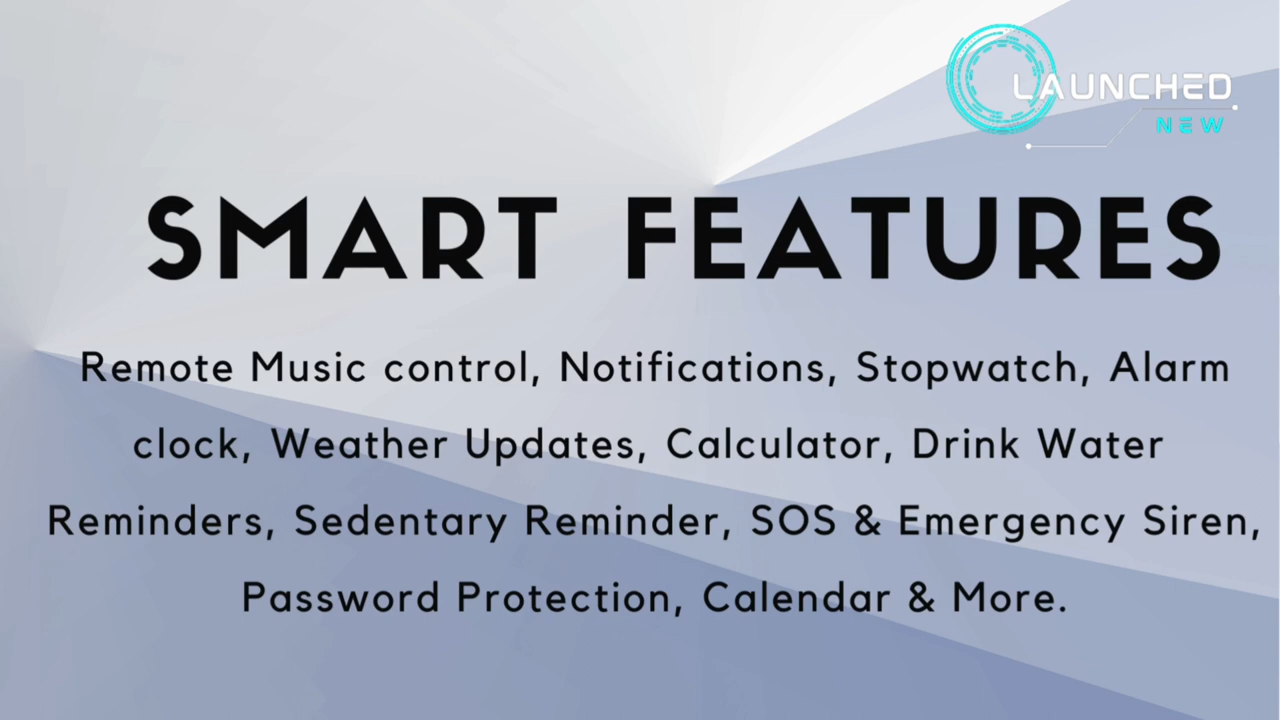 LAUNCHED
NEW
SMART FEATURES
Remote Music control, Notifications, Stopwatch, Alarm
clock, Weather Updates, Calculator, Drink Water
Reminders, Sedentary Reminder, SOS & Emergency Siren,
Password Protection, Calendar & More.